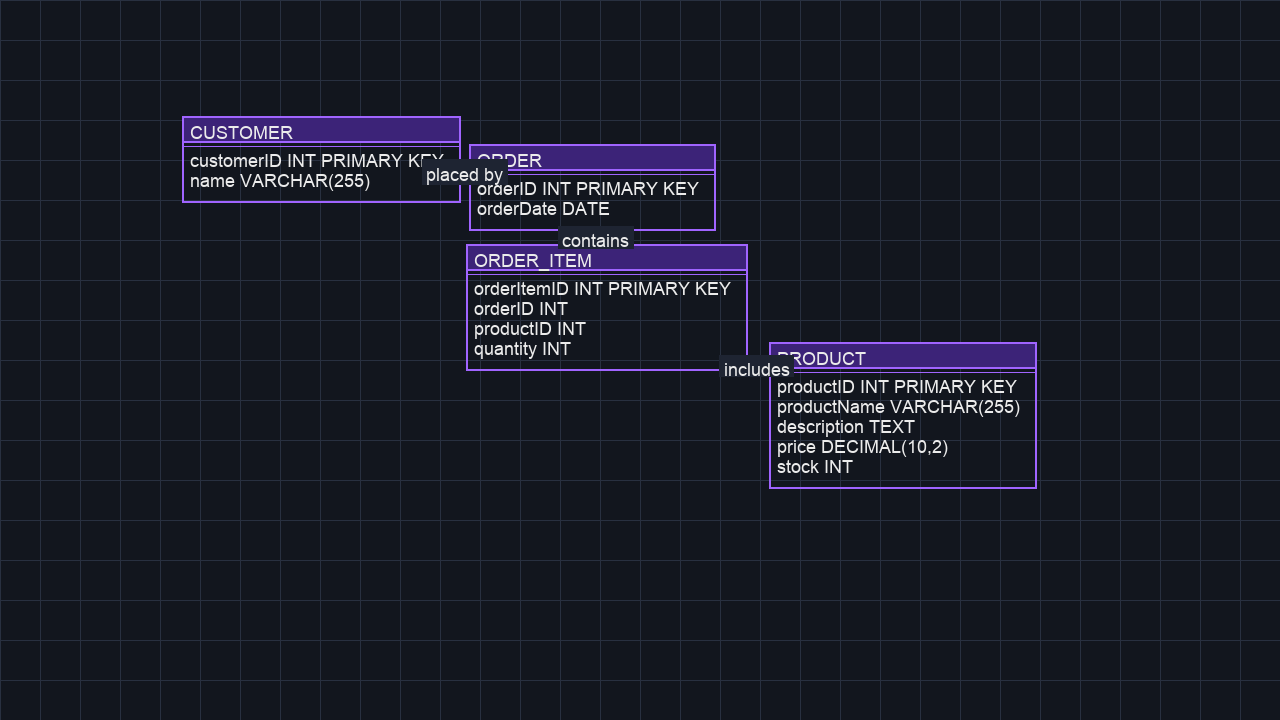 CUSTOMER
customerID INT PRIMARY KEY
name VARCHAR(255)
placed by
ORDER
orderID INT PRIMARY KEY
orderDate DATE
contains
ORDER_ITEM
orderItemID INT PRIMARY KEY
orderID INT
productID INT
quantity INT
includes
PRODUCT
productID INT PRIMARY KEY
productName VARCHAR(255)
description TEXT
price DECIMAL(10,2)
stock INT